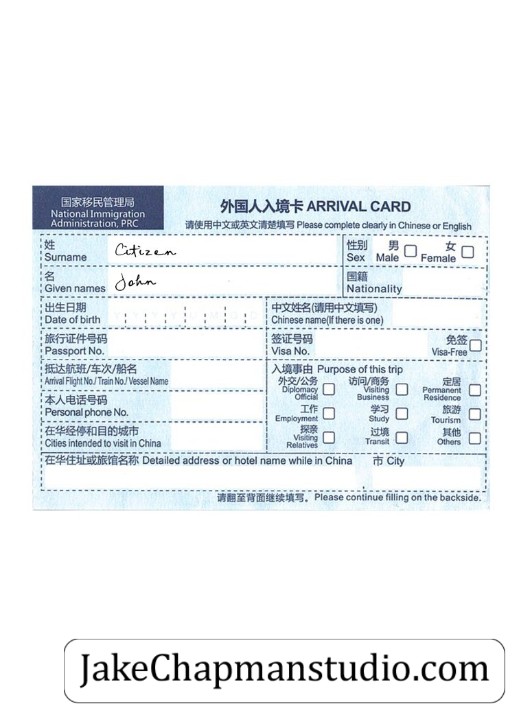 国家移民管理局
National Immigration
Administration, PRC
外国人入境卡 ARRIVAL CARD
请使用中文或英文清楚填写 Please complete clearly in Chinese or English
姓
Surname
Citizen
性别
Sex
男
Male
女
Female
名
Given names
John
国籍
Nationality
出生日期
Date of birth
中文姓名(请用中文填写)
Chinese name(If there is one)
旅行证件号码
Passport No.
签证号码
Visa No.
免签
Visa-Free
抵达航班/车次/船名
Arrival Flight No./Train No./Vessel Name
入境事由 Purpose of this trip
外交/公务
Diplomacy
Official
访问/商务
Visiting
Business
定居
Permanent
Residence
本人电话号码
Personal phone No.
工作
Employment
学习
Study
旅游
Tourism
在华经停和目的城市
Cities intended to visit in China
探亲
Visiting
Relatives
过境
Transit
其他
Others
在华住址或旅馆名称 Detailed address or hotel name while in China
市 City
请翻至背面继续填写。Please continue filling on the backside.
JakeChapmanstudio.com